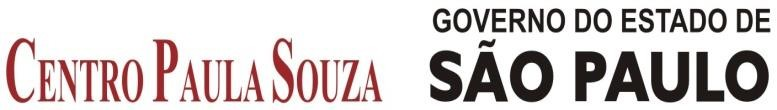 CENTRO PAULA SOUZA
GOVERNO DO ESTADO DE
SÃO PAULO